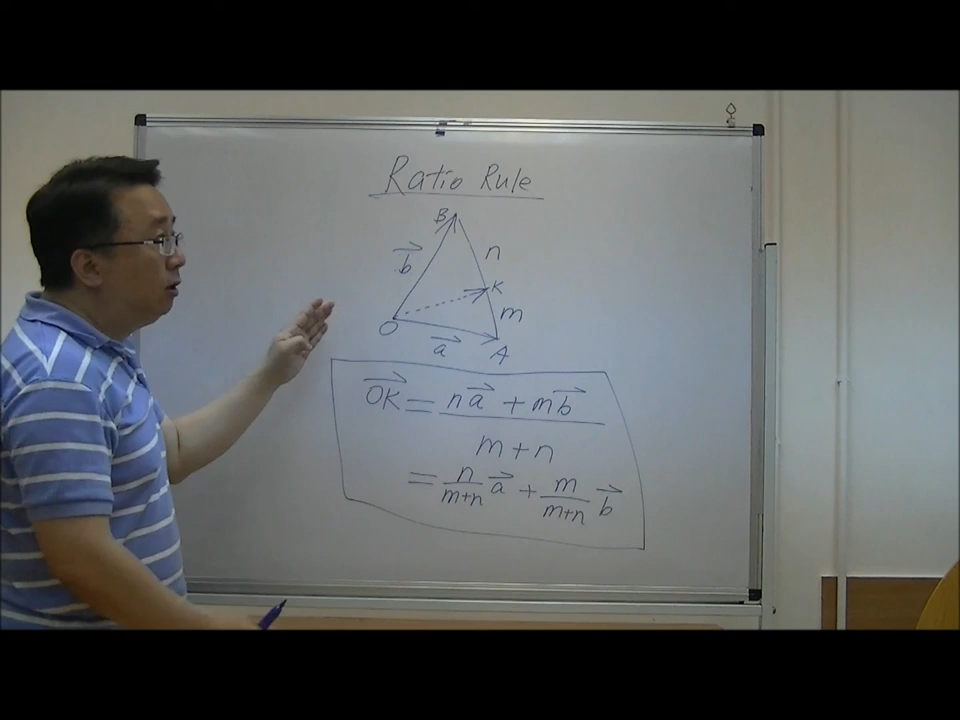 Ratio Rule
B
b⃗
n
K
m
O
a⃗
A
OK⃗ = (na⃗ + mb⃗)/(m+n)
= n/(m+n) a⃗ + m/(m+n) b⃗